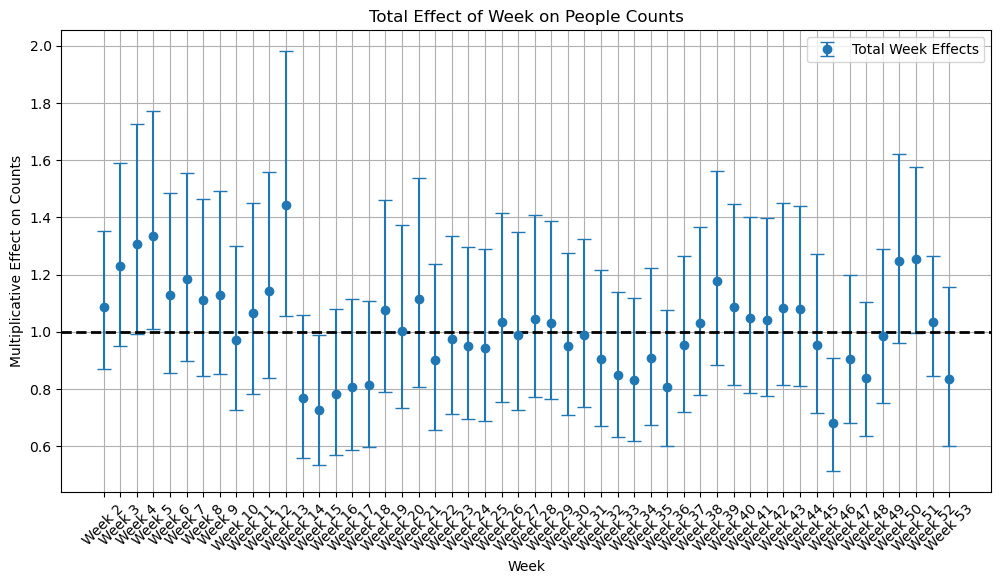 Total Effect of Week on People Counts
Total Week Effects
Multiplicative Effect on Counts
2.0
1.8
1.6
1.4
1.2
1.0
0.8
0.6
Week 2
Week 3
Week 4
Week 5
Week 6
Week 7
Week 8
Week 9
Week 10
Week 11
Week 12
Week 13
Week 14
Week 15
Week 16
Week 17
Week 18
Week 19
Week 20
Week 21
Week 22
Week 23
Week 24
Week 25
Week 26
Week 27
Week 28
Week 29
Week 30
Week 31
Week 32
Week 33
Week 34
Week 35
Week 36
Week 37
Week 38
Week 39
Week 40
Week 41
Week 42
Week 43
Week 44
Week 45
Week 46
Week 47
Week 48
Week 49
Week 50
Week 51
Week 52
Week 53
Week